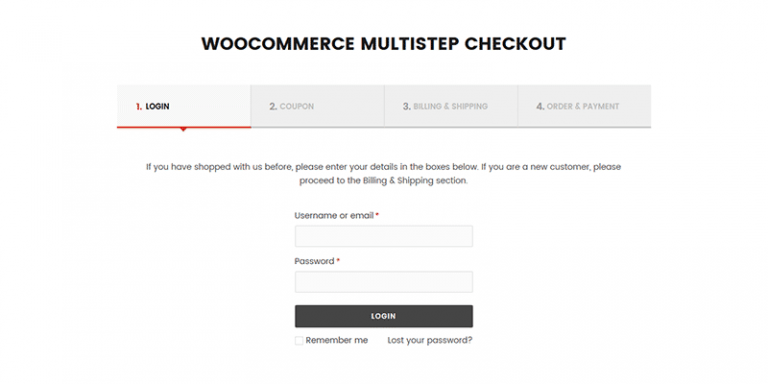 WOOCOMMERCE MULTISTEP CHECKOUT
1. LOGIN
2. COUPON
3. BILLING & SHIPPING
4. ORDER & PAYMENT
If you have shopped with us before, please enter your details in the boxes below. If you are a new customer, please
proceed to the Billing & Shipping section.
Username or email *
Password *
LOGIN
Remember me
Lost your password?